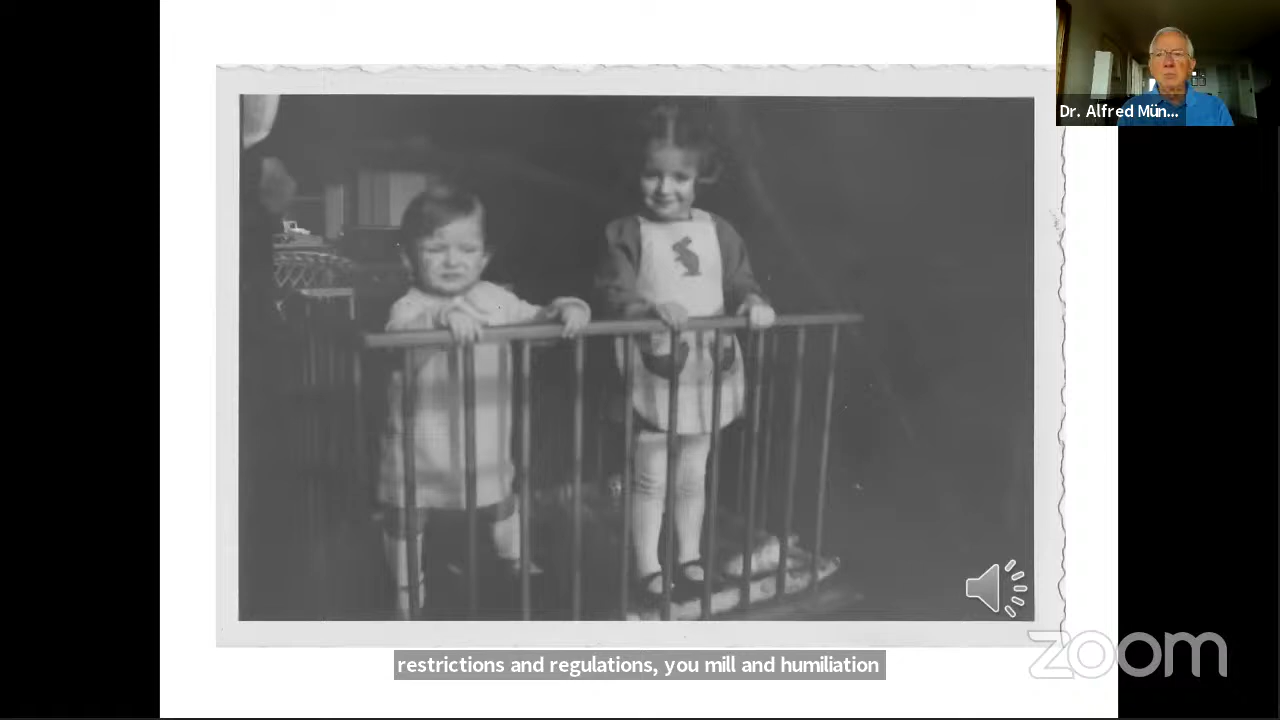 Dr. Alfred Mün...
restrictions and regulations, you mill and humiliation
zoom